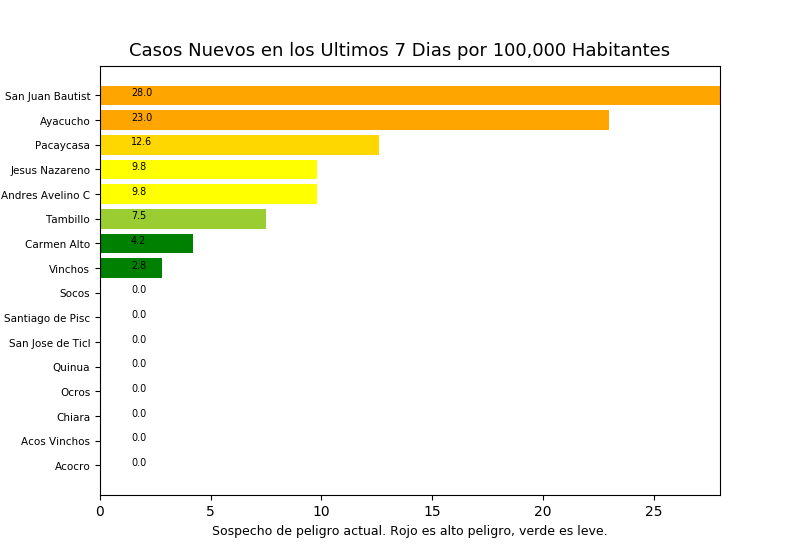 Casos Nuevos en los Ultimos 7 Dias por 100,000 Habitantes
San Juan Bautist 28.0
Ayacucho 23.0
Pacaycasa 12.6
Jesus Nazareno 9.8
Andres Avelino C 9.8
Tambillo 7.5
Carmen Alto 4.2
Vinchos 2.8
Socos 0.0
Santiago de Pisc 0.0
San Jose de Ticl 0.0
Quinua 0.0
Ocros 0.0
Chiara 0.0
Acos Vinchos 0.0
Acocro 0.0
0 5 10 15 20 25
Sospecho de peligro actual. Rojo es alto peligro, verde es leve.